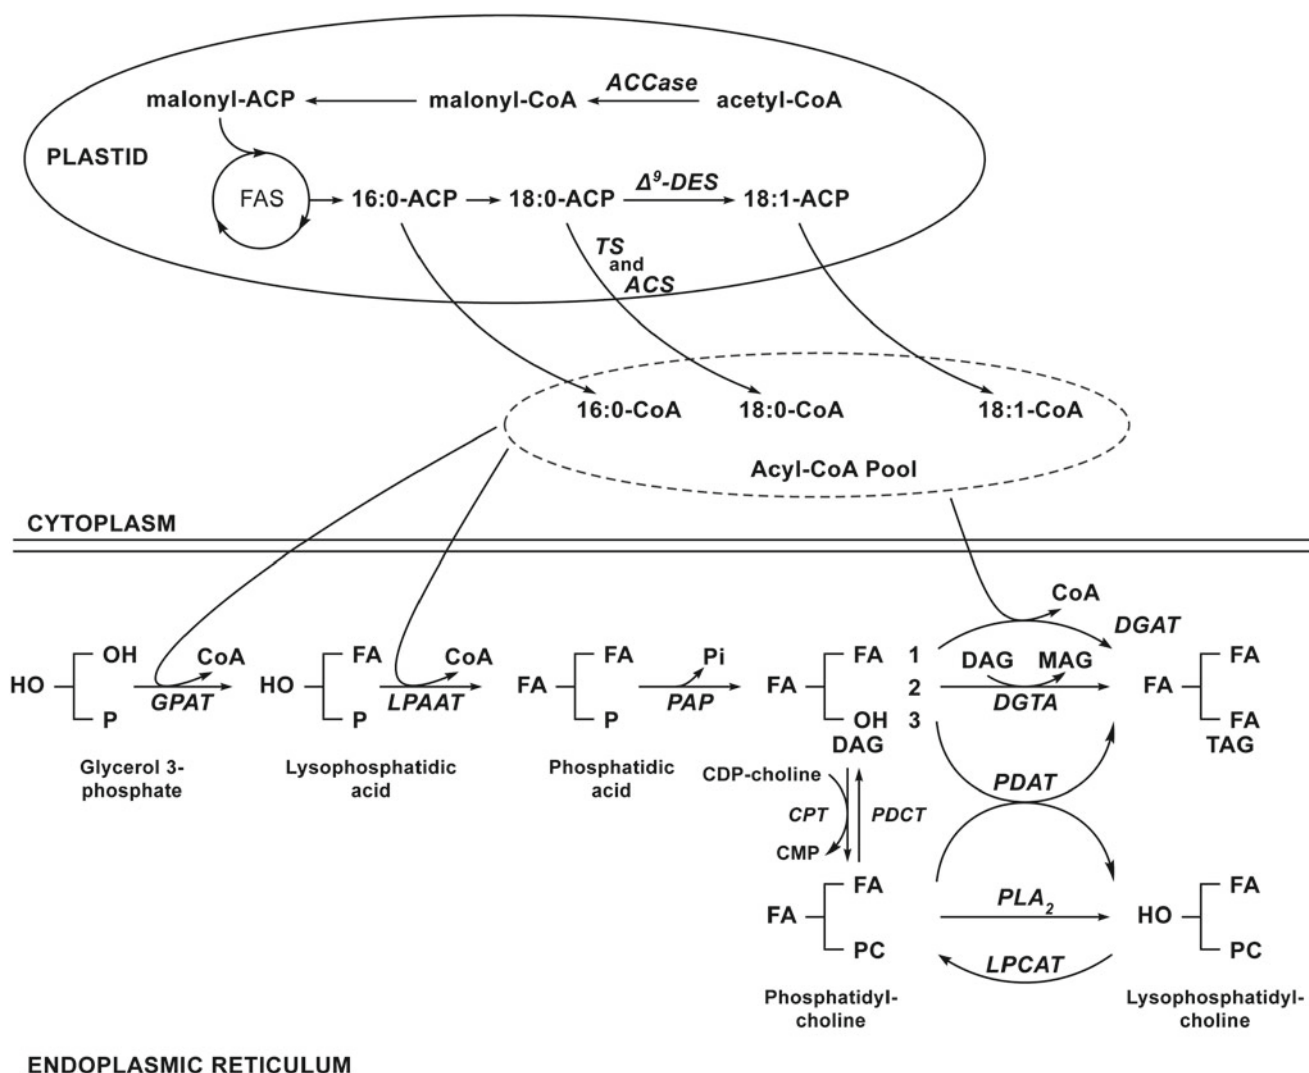 ACCase
malonyl-ACP malonyl-CoA acetyl-CoA
PLASTID
FAS 16:0-ACP 18:0-ACP Δ⁹-DES 18:1-ACP
TS
and
ACS
16:0-CoA 18:0-CoA 18:1-CoA
Acyl-CoA Pool
CYTOPLASM
CoA
DGAT
OH CoA FA CoA FA Pi FA 1 DAG MAG FA
HO HO FA FA 2 FA
GPAT LPAAT PAP DGTA
P P P OH 3 FA
DAG TAG
Glycerol 3-
phosphate
Lysophosphatidic
acid
Phosphatidic
acid
CDP-choline
PDAT
CPT PDCT
CMP
FA FA
FA PLA₂ HO
PC LPCAT PC
Phosphatidyl-
choline
Lysophosphatidyl-
choline
ENDOPLASMIC RETICULUM